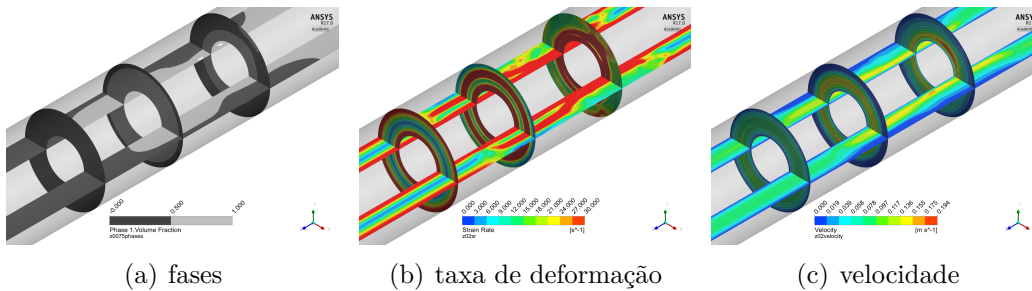 ANSYS
R17.0
Academic
-0.000
0.500
1.000
Phase 1.Volume Fraction
z0075phases
ANSYS
R17.0
Academic
0.000
3.000
6.000
9.000
12.000
15.000
18.000
21.000
24.000
27.000
30.000
Strain Rate
[s^-1]
z02sr
ANSYS
R17
Acade
0.000
0.019
0.039
0.058
0.078
0.097
0.117
0.136
0.155
0.175
0.194
Velocity
[m s^-1]
z02velocity
(a) fases
(b) taxa de deformação
(c) velocidade